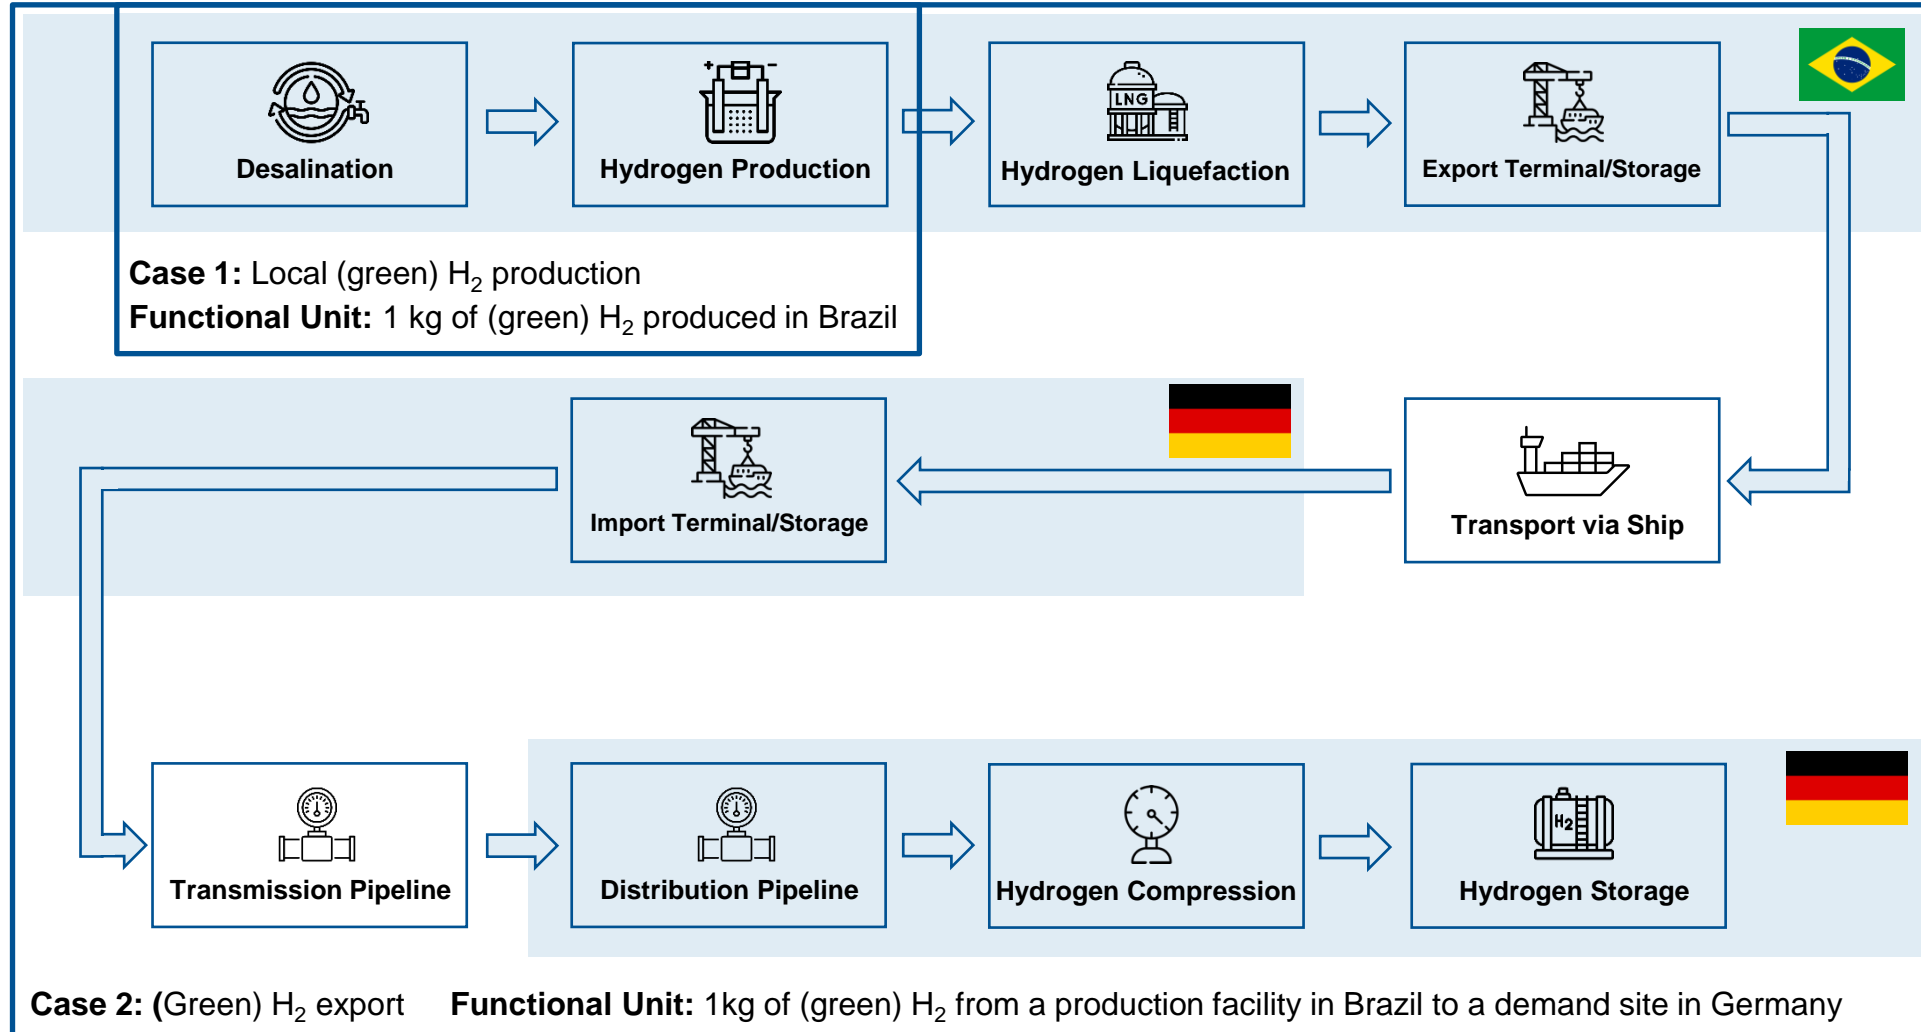 + −
LNG
Desalination
Hydrogen Production
Hydrogen Liquefaction
Export Terminal/Storage
Case 1: Local (green) H₂ production
Functional Unit: 1 kg of (green) H₂ produced in Brazil
Import Terminal/Storage
Transport via Ship
H2
Transmission Pipeline
Distribution Pipeline
Hydrogen Compression
Hydrogen Storage
Case 2: (Green) H₂ export
Functional Unit: 1kg of (green) H₂ from a production facility in Brazil to a demand site in Germany